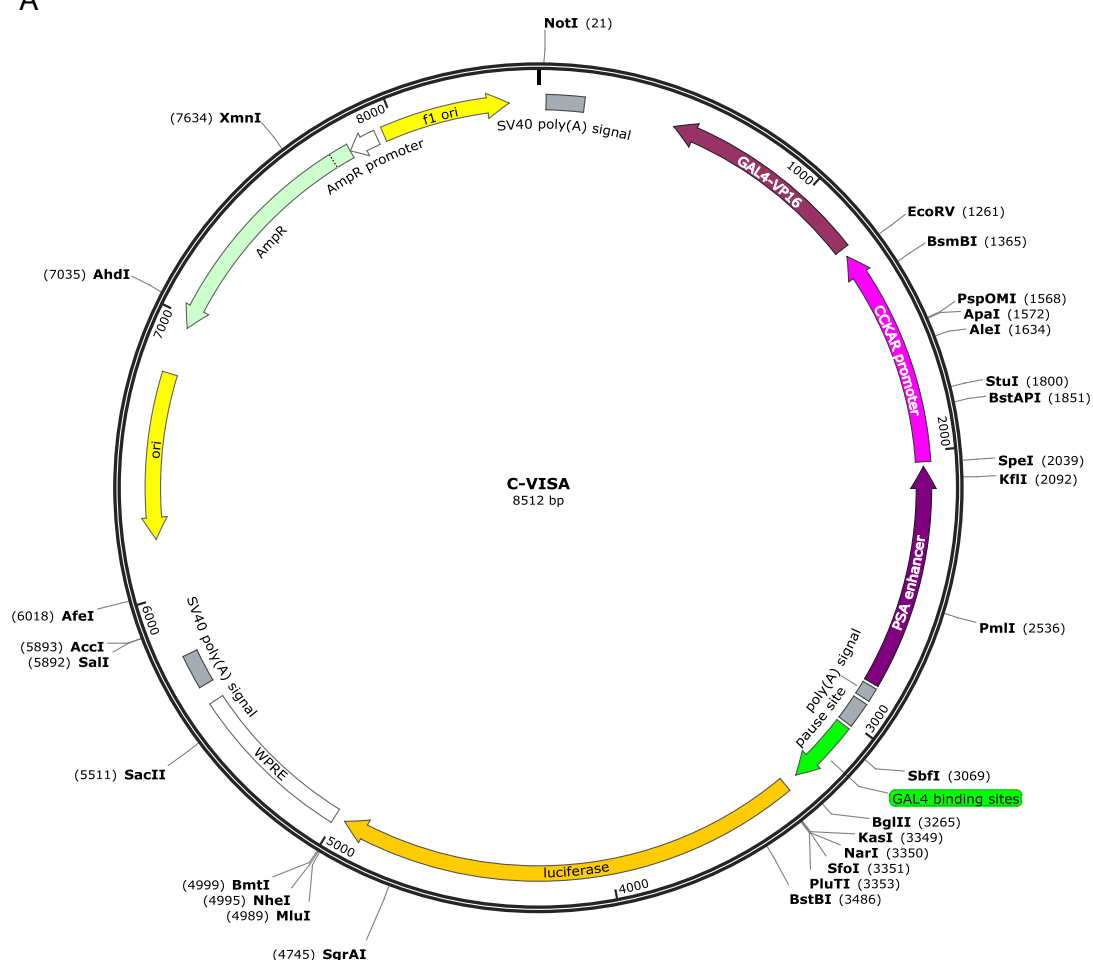 A
NotI (21)
SV40 poly(A) signal
GAL4-VP16
1000
EcoRV (1261)
BsmBI (1365)
CCKAR promoter
PspOMI (1568)
ApaI (1572)
AleI (1634)
StuI (1800)
BstAPI (1851)
2000
SpeI (2039)
KflI (2092)
PSA enhancer
PmlI (2536)
poly(A) signal
pause site
3000
SbfI (3069)
GAL4 binding sites
BglII (3265)
KasI (3349)
NarI (3350)
SfoI (3351)
PluTI (3353)
BstBI (3486)
4000
luciferase
(4745) SgrAI
(4989) MluI
(4995) NheI
(4999) BmtI
5000
WPRE
(5511) SacII
SV40 poly(A) signal
(5892) SalI
(5893) AccI
(6018) AfeI
6000
ori
7000
(7035) AhdI
AmpR
(7634) XmnI
AmpR promoter
8000
f1 ori
C-VISA
8512 bp